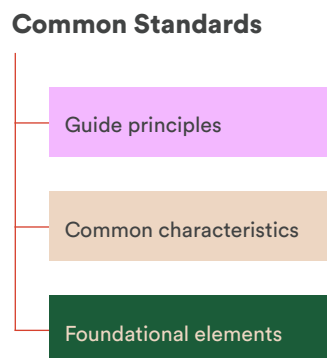 Common Standards
Guide principles
Common characteristics
Foundational elements